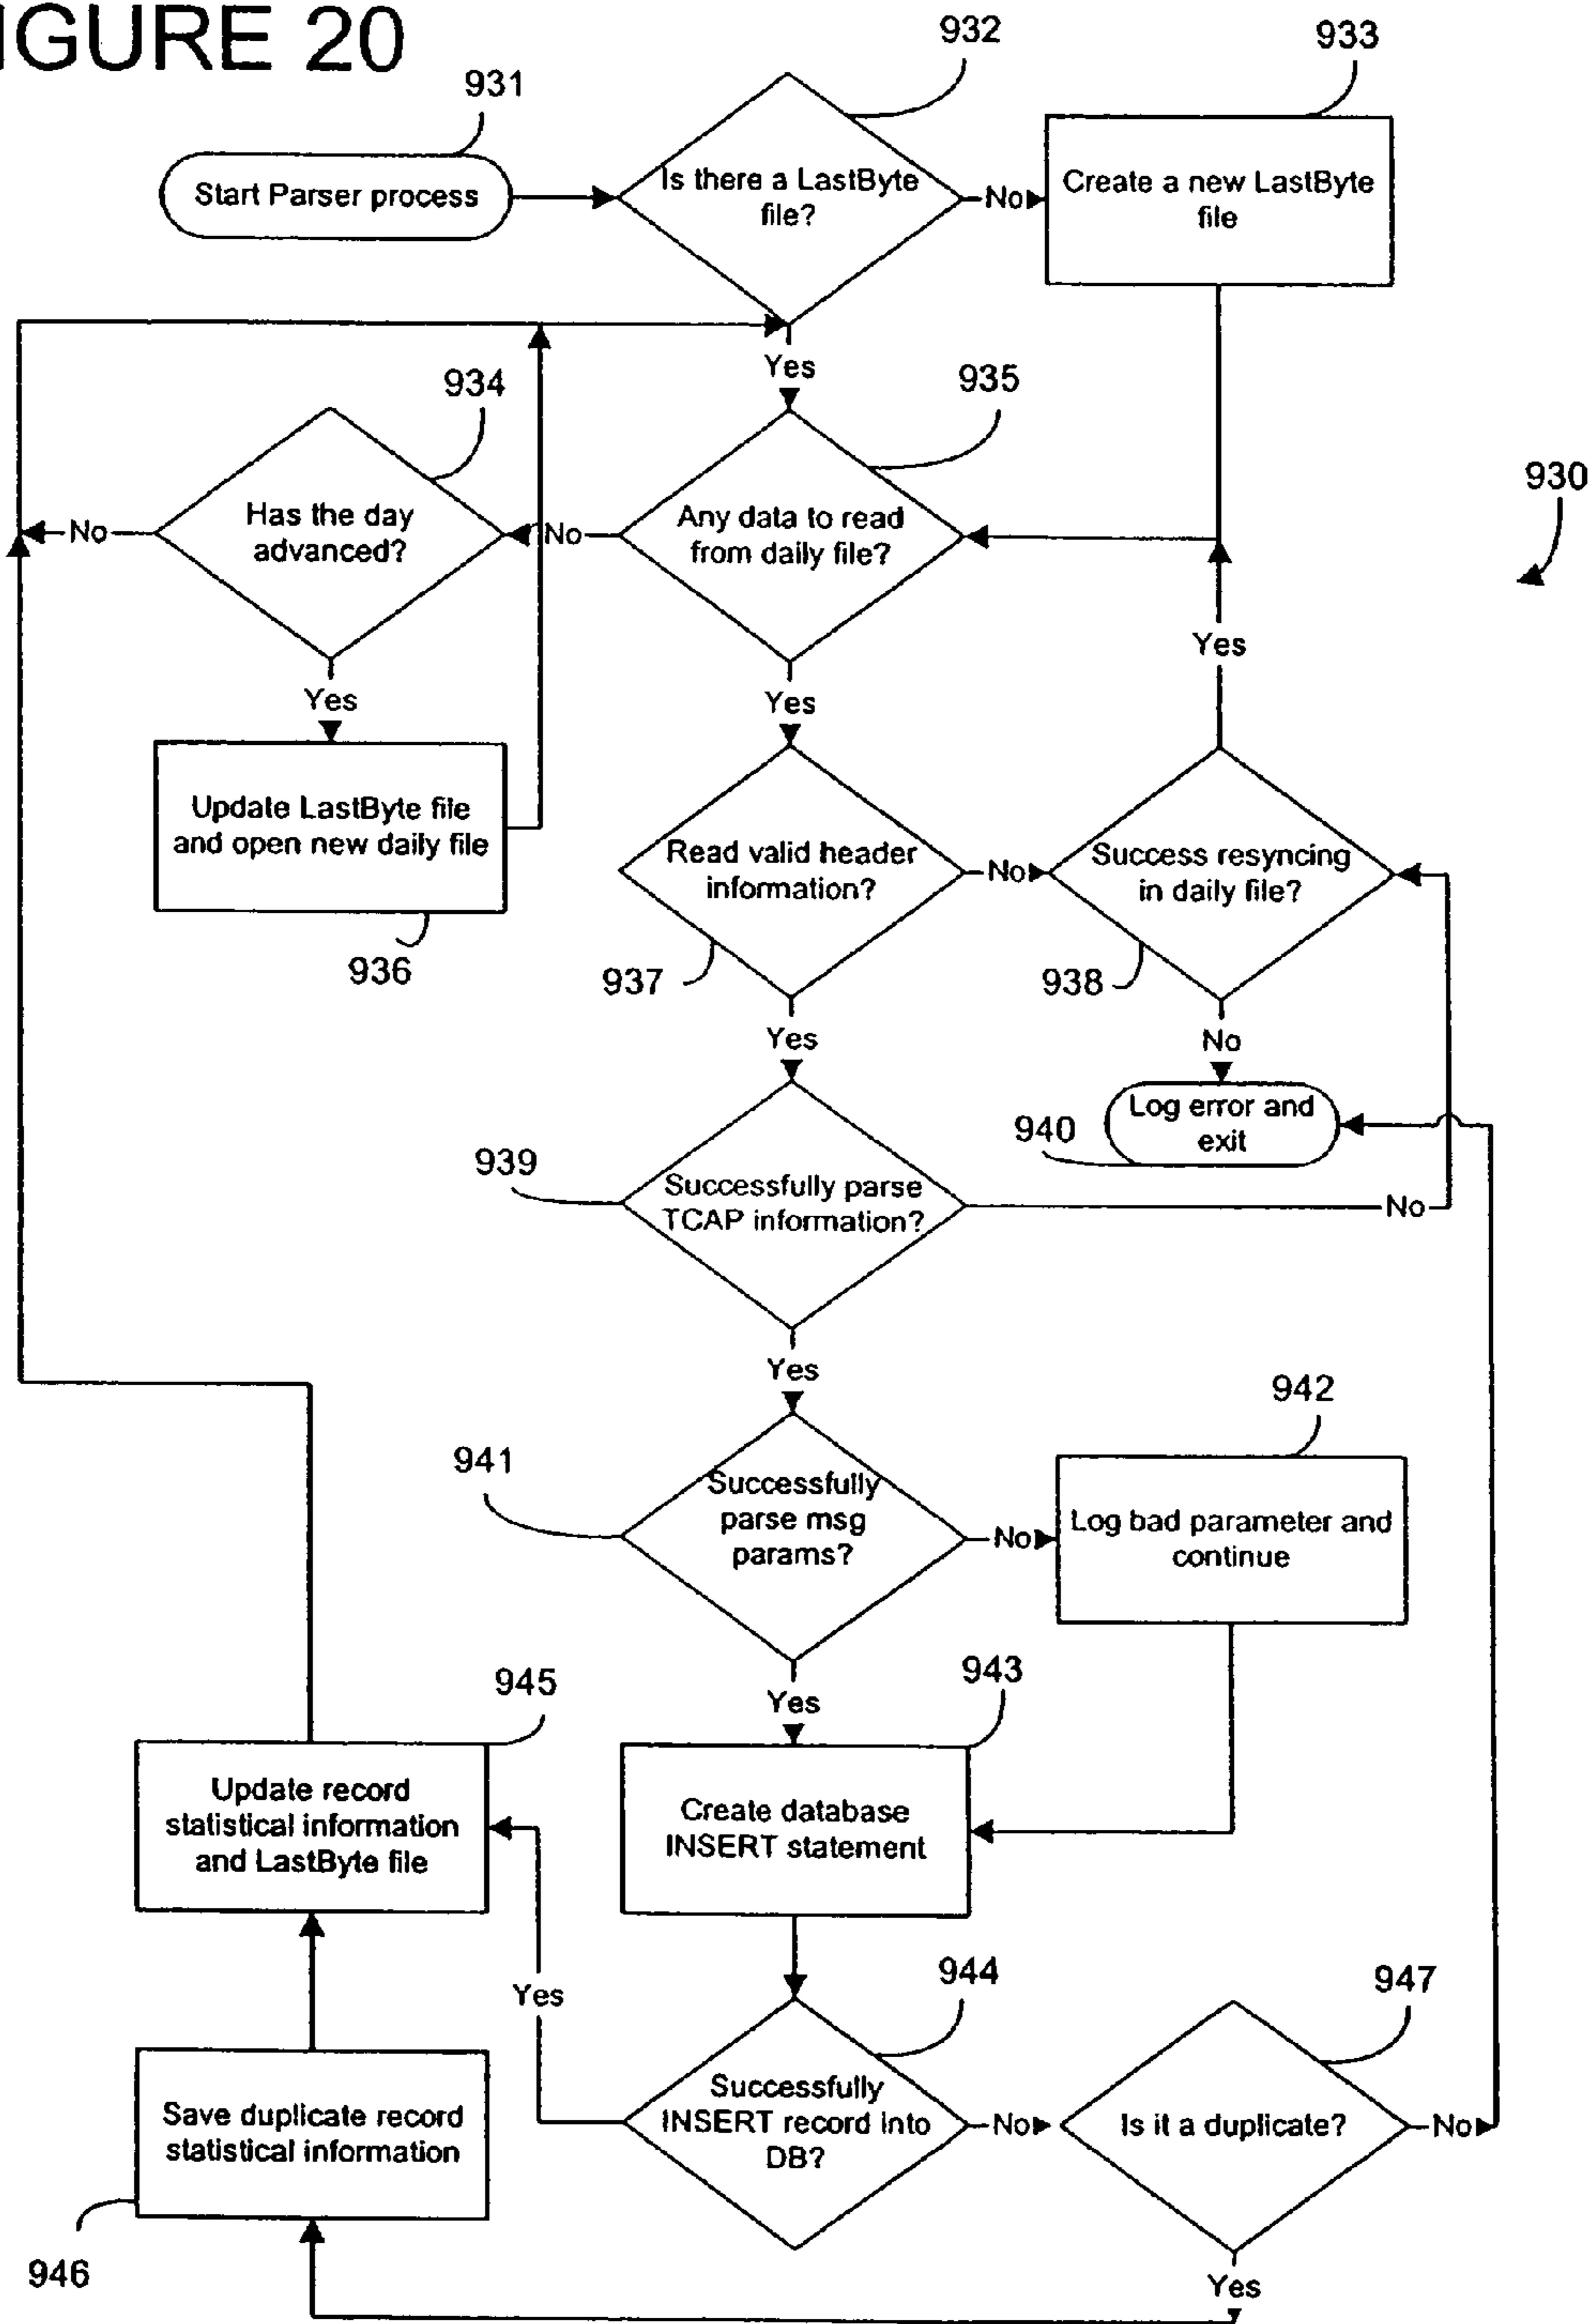 IGURE 20
931
932
933
Start Parser process
Is there a LastByte
file?
No
Create a new LastByte
file
Yes
934
935
930
No
Has the day
advanced?
No
Any data to read
from daily file?
Yes
Yes
Yes
Update LastByte file
and open new daily file
936
Read valid header
information?
No
Success resyncing
in daily file?
937
938
Yes
No
Log error and
exit
940
939
Successfully parse
TCAP information?
No
Yes
942
941
Successfully
parse msg
params?
No
Log bad parameter and
continue
Yes
943
945
Update record
statistical information
and LastByte file
Create database
INSERT statement
Yes
944
947
Save duplicate record
statistical information
Successfully
INSERT record into
DB?
No
Is it a duplicate?
No
946
Yes